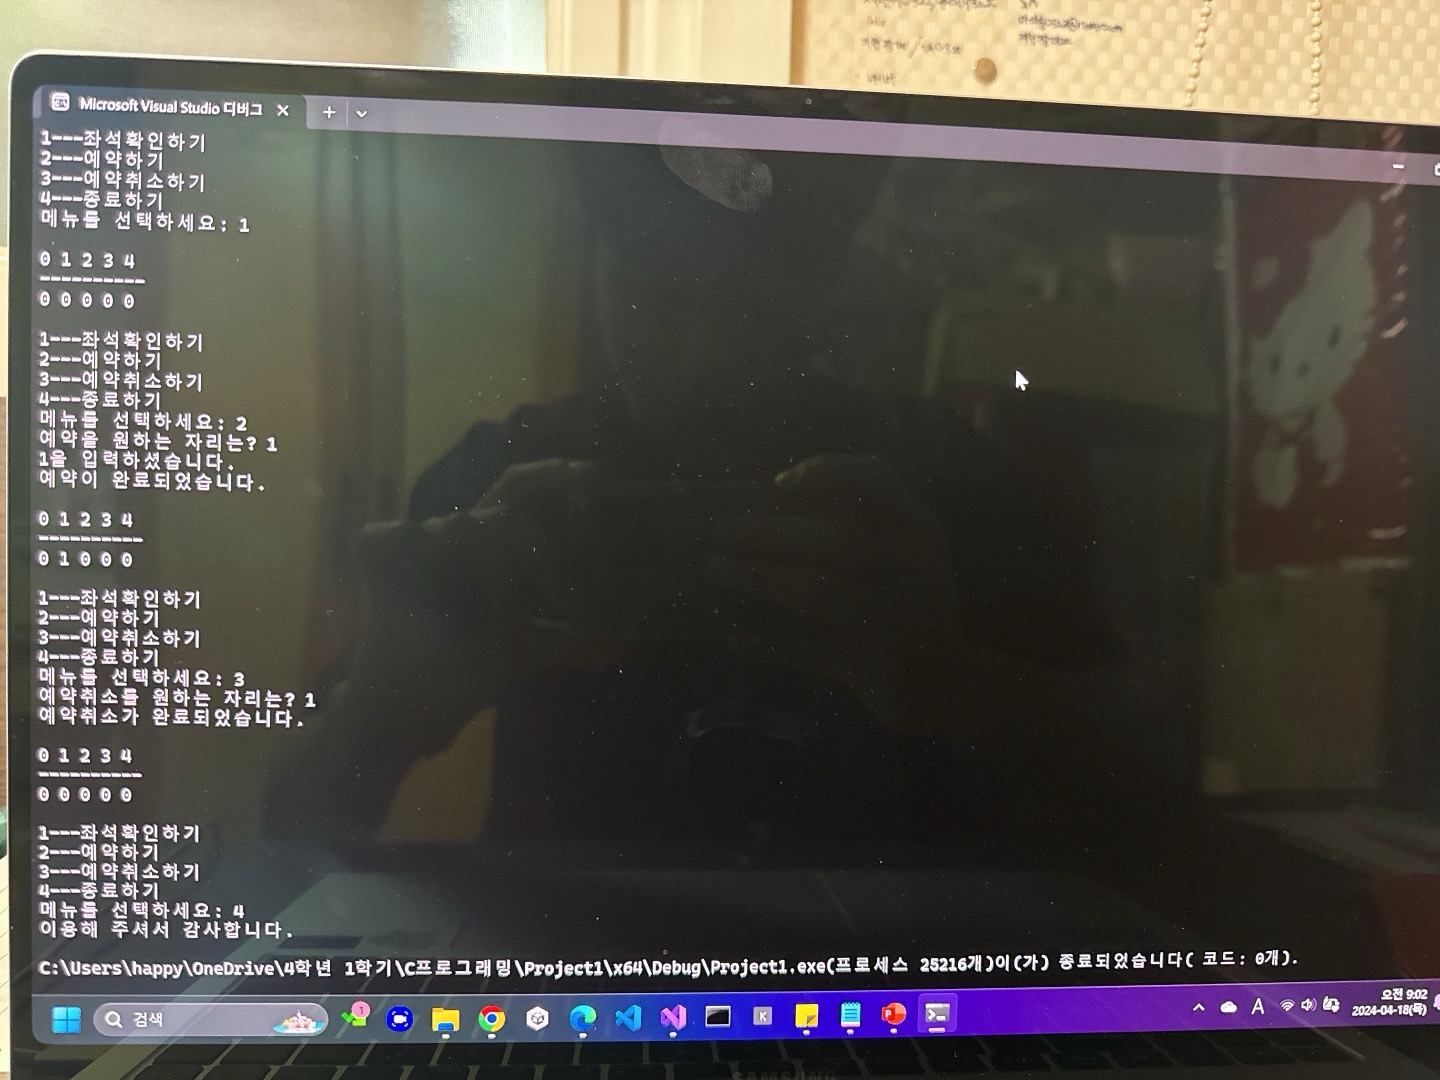 Microsoft Visual Studio 디버그
1---좌석확인하기
2---예약하기
3---예약취소하기
4---종료하기
메뉴를 선택하세요: 1
0 1 2 3 4
----------
0 0 0 0 0
1---좌석확인하기
2---예약하기
3---예약취소하기
4---종료하기
메뉴를 선택하세요: 2
예약을 원하는 자리는? 1
1을 입력하셨습니다.
예약이 완료되었습니다.
0 1 2 3 4
----------
0 1 0 0 0
1---좌석확인하기
2---예약하기
3---예약취소하기
4---종료하기
메뉴를 선택하세요: 3
예약취소를 원하는 자리는? 1
예약취소가 완료되었습니다.
0 1 2 3 4
----------
0 0 0 0 0
1---좌석확인하기
2---예약하기
3---예약취소하기
4---종료하기
메뉴를 선택하세요: 4
이용해 주셔서 감사합니다.
C:\Users\happy\OneDrive\4학년 1학기\C프로그래밍\Project1\x64\Debug\Project1.exe(프로세스 25216개)이(가) 종료되었습니다( 코드: 0개).
검색
1
K
P
A
오전 9:02
2024-04-18(목)
SAMSUNG